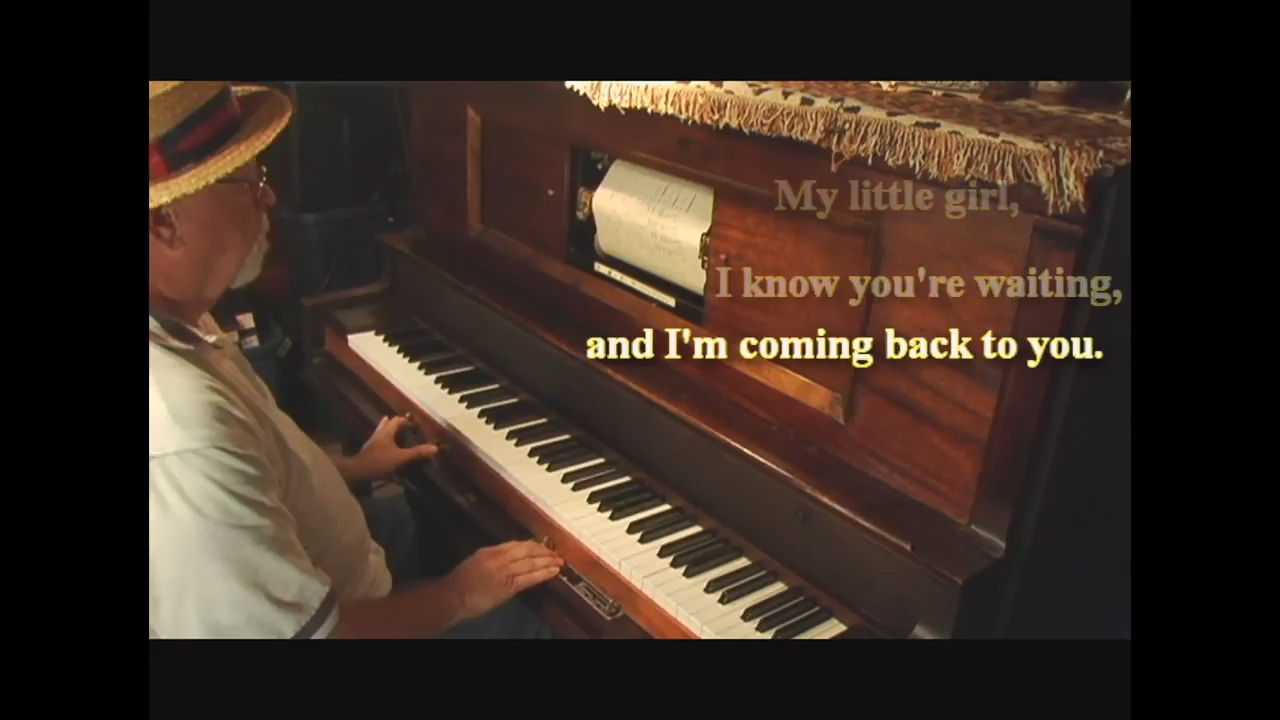 My little girl,
I know you're waiting,
and I'm coming back to you.